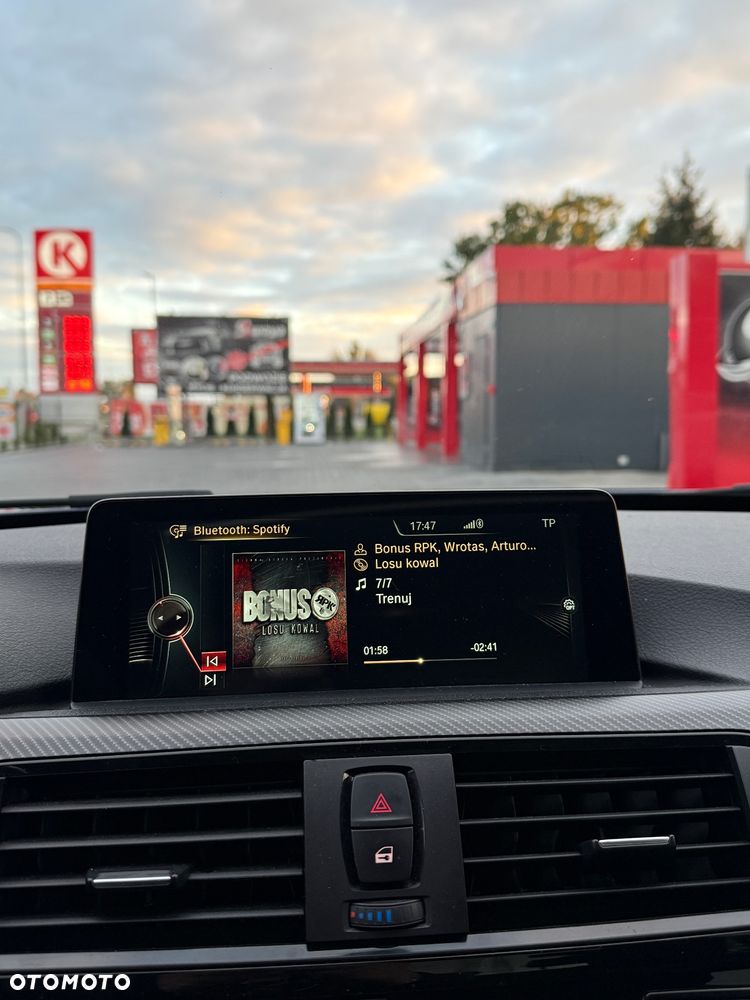 K
Bluetooth: Spotify
17:47
TP
Bonus RPK, Wrotas, Arturo...
Losu kowal
7/7
Trenuj
BONUS
RPK
LOSU KOWAL
01:58
-02:41
OTOMOTO